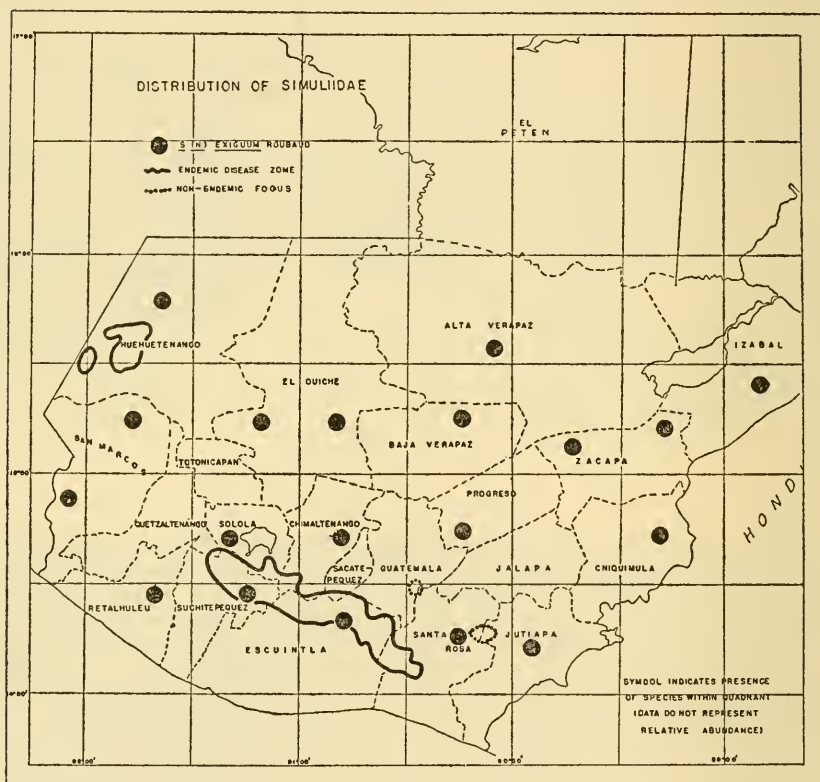 17°00'
DISTRIBUTION OF SIMULIIDAE
S (N) EXIGUUM ROUBAUD
ENDEMIC DISEASE ZONE
NON-ENDEMIC FOCUS
EL
PETEN
HUEHUETENANGO
ALTA VERAPAZ
IZABAL
EL QUICHE
SAN MARCOS
TOTONICAPAN
BAJA VERAPAZ
ZACAPA
PROGRESO
HOND
QUETZALTENANGO
SOLOLA
CHIMALTENANGO
SACATE-
PEQUEZ
GUATEMALA
JALAPA
CHIQUIMULA
RETALHULEU
SUCHITEPEQUEZ
ESCUINTLA
SANTA
ROSA
JUTIAPA
SYMBOL INDICATES PRESENCE
OF SPECIES WITHIN QUADRANT
(DATA DO NOT REPRESENT
RELATIVE ABUNDANCE)